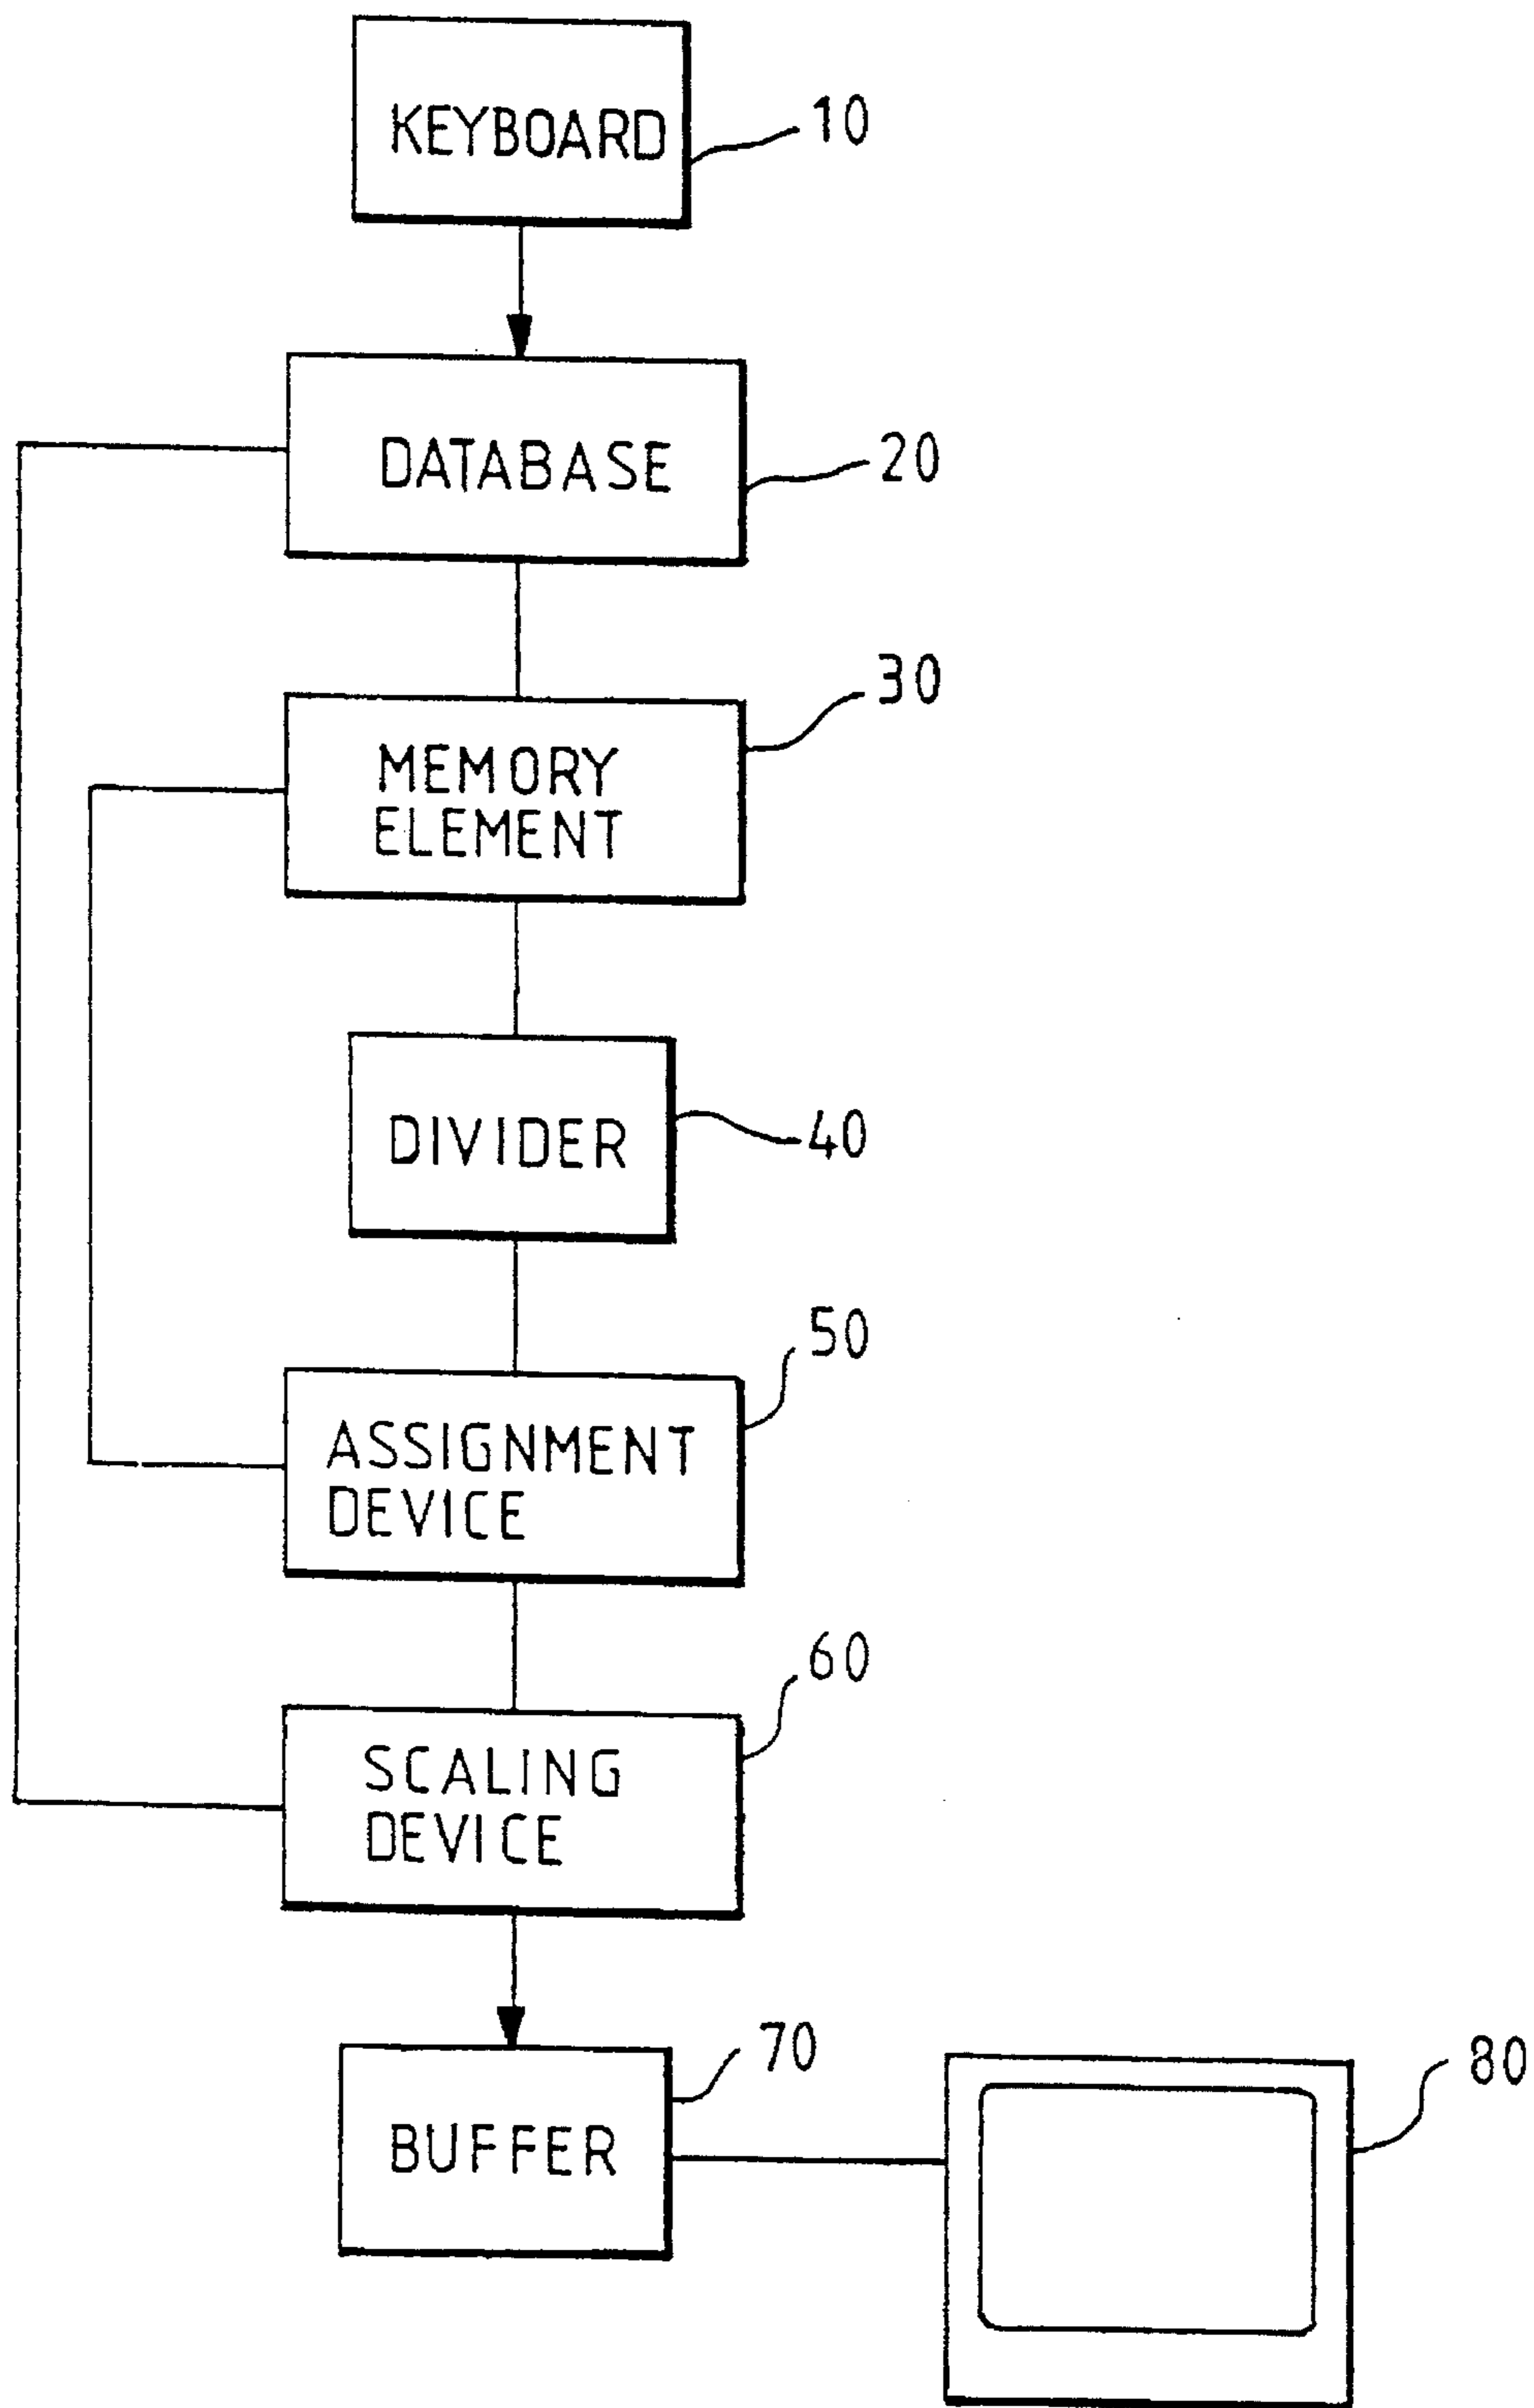 KEYBOARD
10
DATABASE
20
MEMORY
ELEMENT
30
DIVIDER
40
ASSIGNMENT
DEVICE
50
SCALING
DEVICE
60
BUFFER
70
80